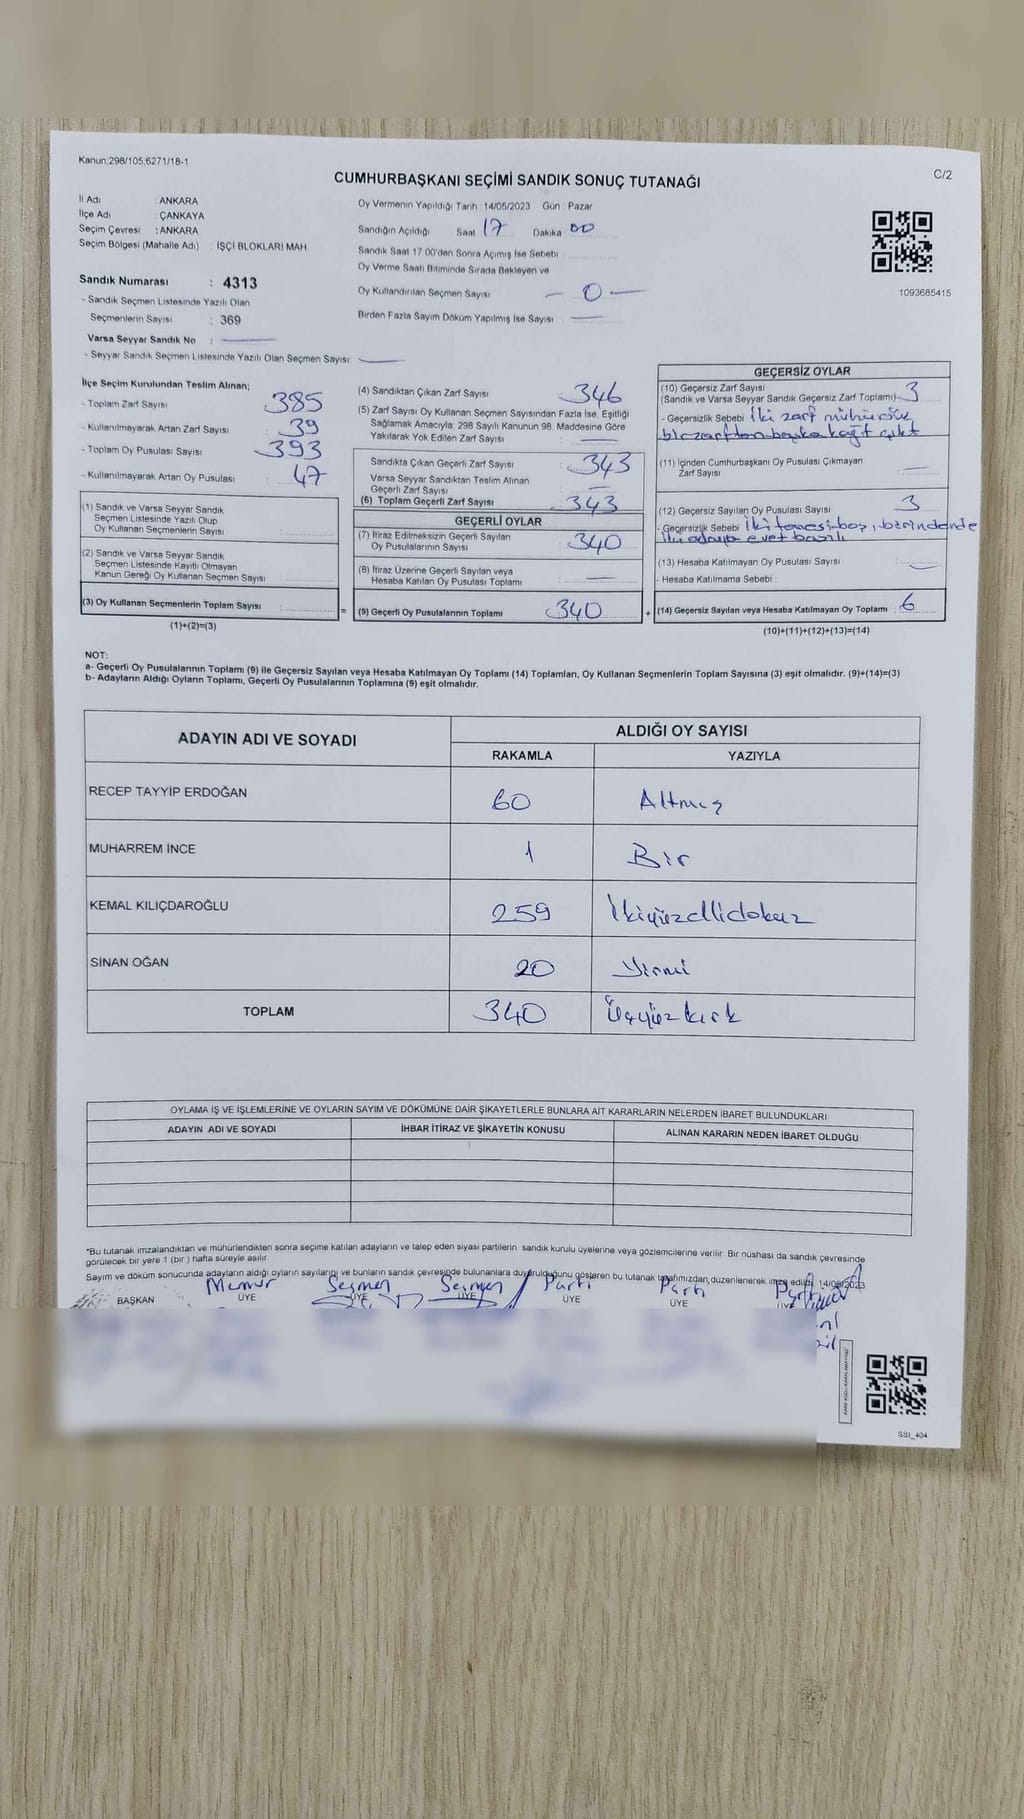 Kanun:298/105,6271/18-1
C/2
CUMHURBAŞKANI SEÇİMİ SANDIK SONUÇ TUTANAĞI
İl Adı : ANKARA
İlçe Adı : ÇANKAYA
Seçim Çevresi : ANKARA
Seçim Bölgesi (Mahalle Adı) : İŞÇİ BLOKLARI MAH.
Sandık Numarası : 4313
- Sandık Seçmen Listesinde Yazılı Olan
Seçmenlerin Sayısı : 369
Varsa Seyyar Sandık No :
- Seyyar Sandık Seçmen Listesinde Yazılı Olan Seçmen Sayısı :
Oy Vermenin Yapıldığı Tarih :14/05/2023 Gün : Pazar
Sandığın Açıldığı Saat 17 Dakika 00
Sandık Saat 17:00'den Sonra Açılmış İse Sebebi :
Oy Verme Saati Bitiminde Sırada Bekleyen ve
Oy Kullandırılan Seçmen Sayısı - 0 -
Birden Fazla Sayım Döküm Yapılmış İse Sayısı :
1093685415
İlçe Seçim Kurulundan Teslim Alınan;
- Toplam Zarf Sayısı : 385
- Kullanılmayarak Artan Zarf Sayısı : 39
- Toplam Oy Pusulası Sayısı : 393
- Kullanılmayarak Artan Oy Pusulası : 47
(1) Sandık ve Varsa Seyyar Sandık
Seçmen Listesinde Yazılı Olup
Oy Kullanan Seçmenlerin Sayısı :
(2) Sandık ve Varsa Seyyar Sandık
Seçmen Listesinde Kayıtlı Olmayan
Kanun Gereği Oy Kullanan Seçmen Sayısı :
(3) Oy Kullanan Seçmenlerin Toplam Sayısı : =
(1)+(2)=(3)
(4) Sandıktan Çıkan Zarf Sayısı : 346
(5) Zarf Sayısı Oy Kullanan Seçmen Sayısından Fazla İse, Eşitliği
Sağlamak Amacıyla; 298 Sayılı Kanunun 98. Maddesine Göre
Yakılarak Yok Edilen Zarf Sayısı :
Sandıkta Çıkan Geçerli Zarf Sayısı : 343
Varsa Seyyar Sandıktan Teslim Alınan
Geçerli Zarf Sayısı :
(6) Toplam Geçerli Zarf Sayısı : 343
GEÇERLİ OYLAR
(7) İtiraz Edilmeksizin Geçerli Sayılan
Oy Pusulalarının Sayısı : 340
(8) İtiraz Üzerine Geçerli Sayılan veya
Hesaba Katılan Oy Pusulası Toplamı :
(9) Geçerli Oy Pusulalarının Toplamı : 340 +
GEÇERSİZ OYLAR
(10) Geçersiz Zarf Sayısı
(Sandık ve Varsa Seyyar Sandık Geçersiz Zarf Toplamı) : 3
- Geçersizlik Sebebi : İki zarf mühürsüz
bir zarftan başka kağıt çıktı
(11) İçinden Cumhurbaşkanı Oy Pusulası Çıkmayan
Zarf Sayısı :
(12) Geçersiz Sayılan Oy Pusulası Sayısı : 3
- Geçersizlik Sebebi : İki tanesi boş, birindende
iki adaya evet basılı
(13) Hesaba Katılmayan Oy Pusulası Sayısı :
- Hesaba Katılmama Sebebi :
(14) Geçersiz Sayılan veya Hesaba Katılmayan Oy Toplamı : 6
(10)+(11)+(12)+(13)=(14)
NOT:
a- Geçerli Oy Pusulalarının Toplamı (9) ile Geçersiz Sayılan veya Hesaba Katılmayan Oy Toplamı (14) Toplamları, Oy Kullanan Seçmenlerin Toplam Sayısına (3) eşit olmalıdır. (9)+(14)=(3)
b- Adayların Aldığı Oyların Toplamı, Geçerli Oy Pusulalarının Toplamına (9) eşit olmalıdır.
ADAYIN ADI VE SOYADI
ALDIĞI OY SAYISI
RAKAMLA YAZIYLA
RECEP TAYYİP ERDOĞAN 60 Altmış
MUHARREM İNCE 1 Bir
KEMAL KILIÇDAROĞLU 259 İkiyüzellidokuz
SİNAN OĞAN 20 Yirmi
TOPLAM 340 Üçyüzkırk
OYLAMA İŞ VE İŞLEMLERİNE VE OYLARIN SAYIM VE DÖKÜMÜNE DAİR ŞİKAYETLERLE BUNLARA AİT KARARLARIN NELERDEN İBARET BULUNDUKLARI
ADAYIN ADI VE SOYADI İHBAR İTİRAZ VE ŞİKAYETİN KONUSU ALINAN KARARIN NEDEN İBARET OLDUĞU
*Bu tutanak imzalandıktan ve mühürlendikten sonra seçime katılan adayların ve talep eden siyasi partilerin sandık kurulu üyelerine veya gözlemcilerine verilir. Bir nüshası da sandık çevresinde
görülecek bir yere 1 (bir ) hafta süreyle asılır.
Sayım ve döküm sonucunda adayların aldığı oyların sayılarını ve bunların sandık çevresinde bulunanlara duyurulduğunu gösteren bu tutanak tarafımızdan,düzenlenerek imza edildi. 14/05/2023
Memur Seçmen Seçmen Parti Parti Parti
BAŞKAN ÜYE ÜYE ÜYE ÜYE ÜYE ÜYE
SSI_404